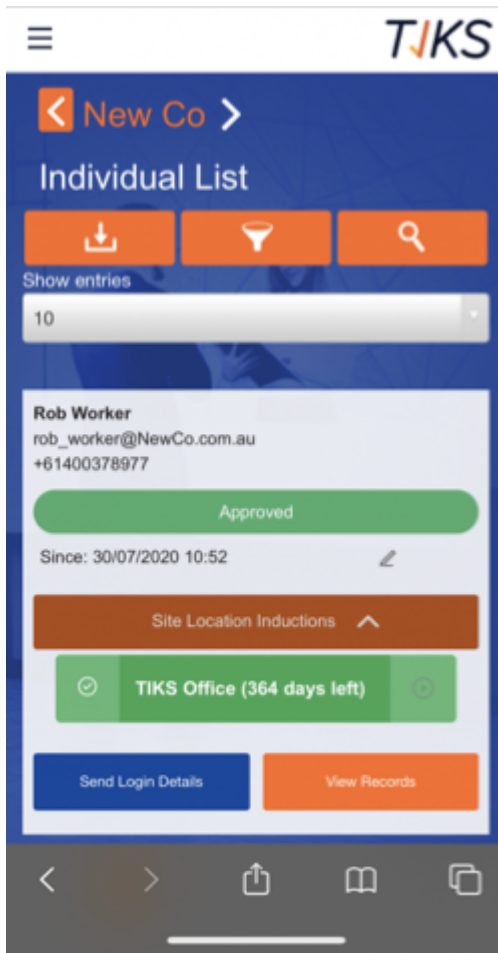 TIKS
New Co
Individual List
Show entries
10
Rob Worker
rob_worker@NewCo.com.au
+61400378977
Approved
Since: 30/07/2020 10:52
Site Location Inductions
TIKS Office (364 days left)
Send Login Details
View Records